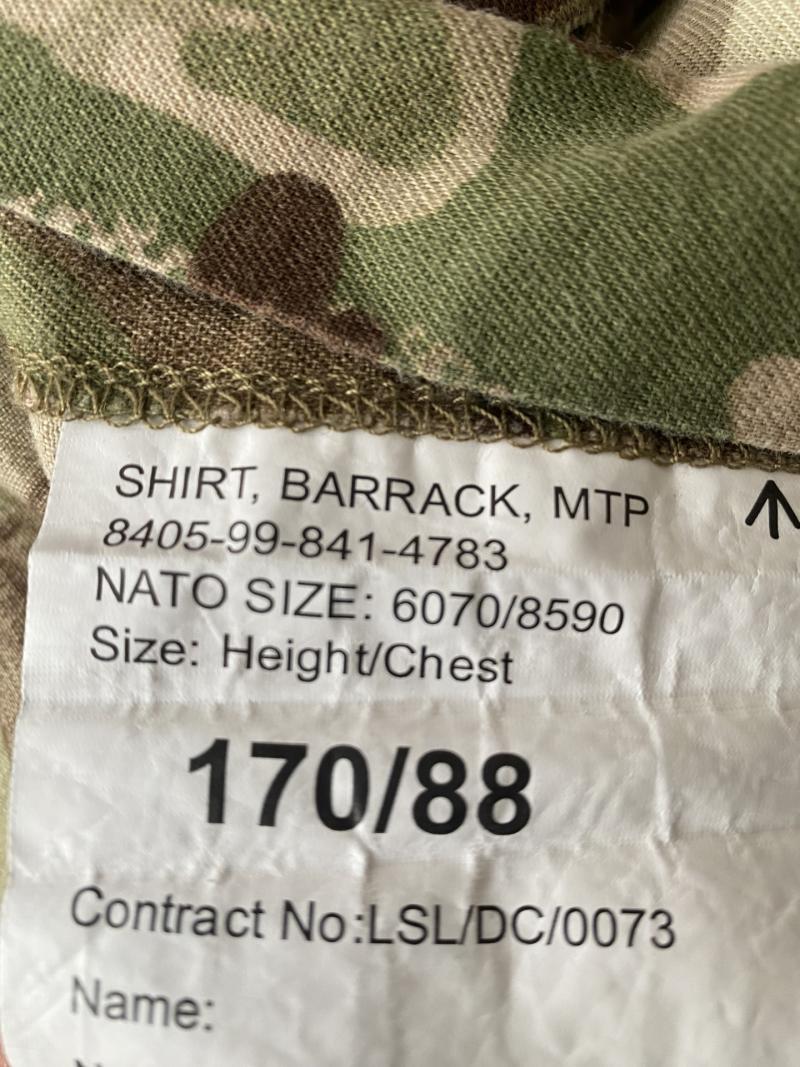 SHIRT, BARRACK, MTP
8405-99-841-4783
NATO SIZE: 6070/8590
Size: Height/Chest
170/88
Contract No:LSL/DC/0073
Name: